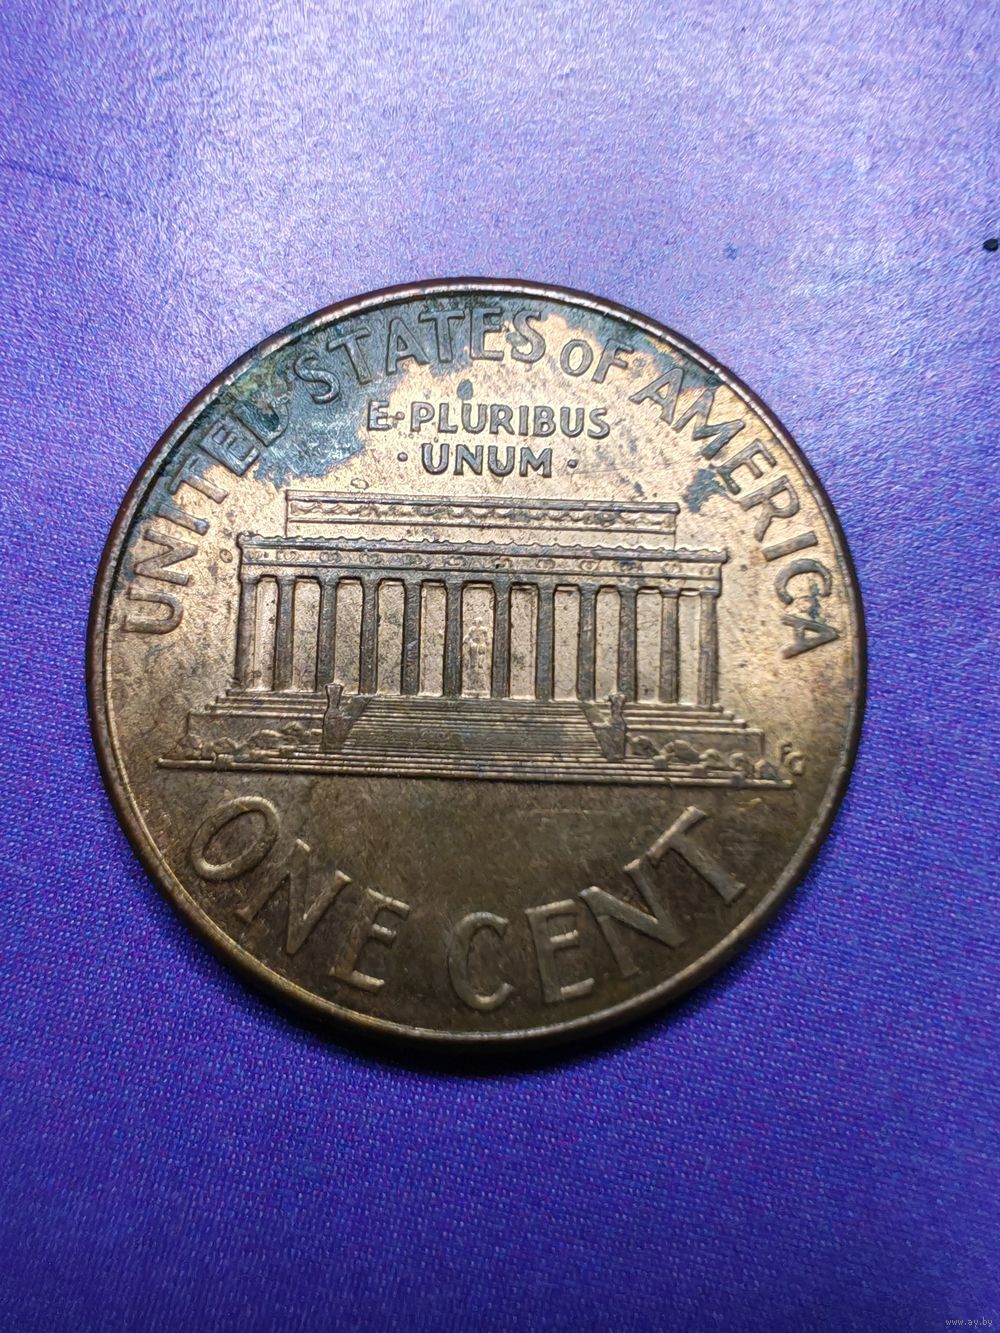 UNITED STATES OF AMERICA
E·PLURIBUS
·UNUM·
FG
ONE CENT
www.ay.by